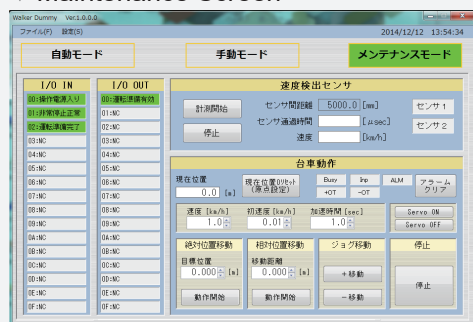 Maintenance Screen
Walker Dummy Ver.1.0.0.0
ファイル(F) 設定(S)
2014/12/12 13:54:34
自動モード
手動モード
メンテナンスモード
I/O IN
I/O OUT
00:操作電源入り
01:非常停止正常
02:運転準備完了
03:NC
04:NC
05:NC
06:NC
07:NC
08:NC
09:NC
0A:NC
0B:NC
0C:NC
0D:NC
0E:NC
0F:NC
00:運転準備有効
01:NC
02:NC
03:NC
04:NC
05:NC
06:NC
07:NC
08:NC
09:NC
0A:NC
0B:NC
0C:NC
0D:NC
0E:NC
0F:NC
速度検出センサ
計測開始
停止
センサ間距離 5000.0 [mm]
センサ通過時間 [μsec]
速度 [km/h]
センサ1
センサ2
台車動作
現在位置
0.0 [m]
現在位置0リセット
(原点設定)
Busy Inp ALM
+OT -OT
アラーム
クリア
速度 [km/h] 初速度 [km/h] 加速時間 [sec]
1.0 0.01 1.0
Servo ON
Servo OFF
絶対位置移動
目標位置
0.000 [m]
動作開始
相対位置移動
移動距離
0.000 [m]
動作開始
ジョグ移動
+移動
-移動
停止
停止